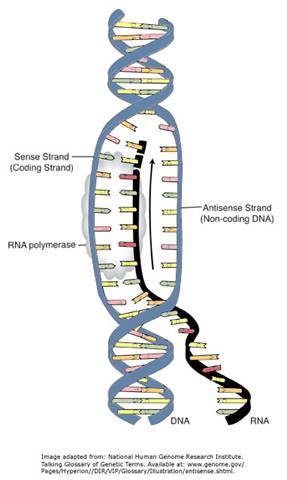 Sense Strand
(Coding Strand)
Antisense Strand
(Non-coding DNA)
RNA polymerase
DNA
RNA
Image adapted from: National Human Genome Research Institute.
Talking Glossary of Genetic Terms. Available at: www.genome.gov/
Pages/Hyperion//DIR/VIP/Glossary/Illustration/antisense.shtml.